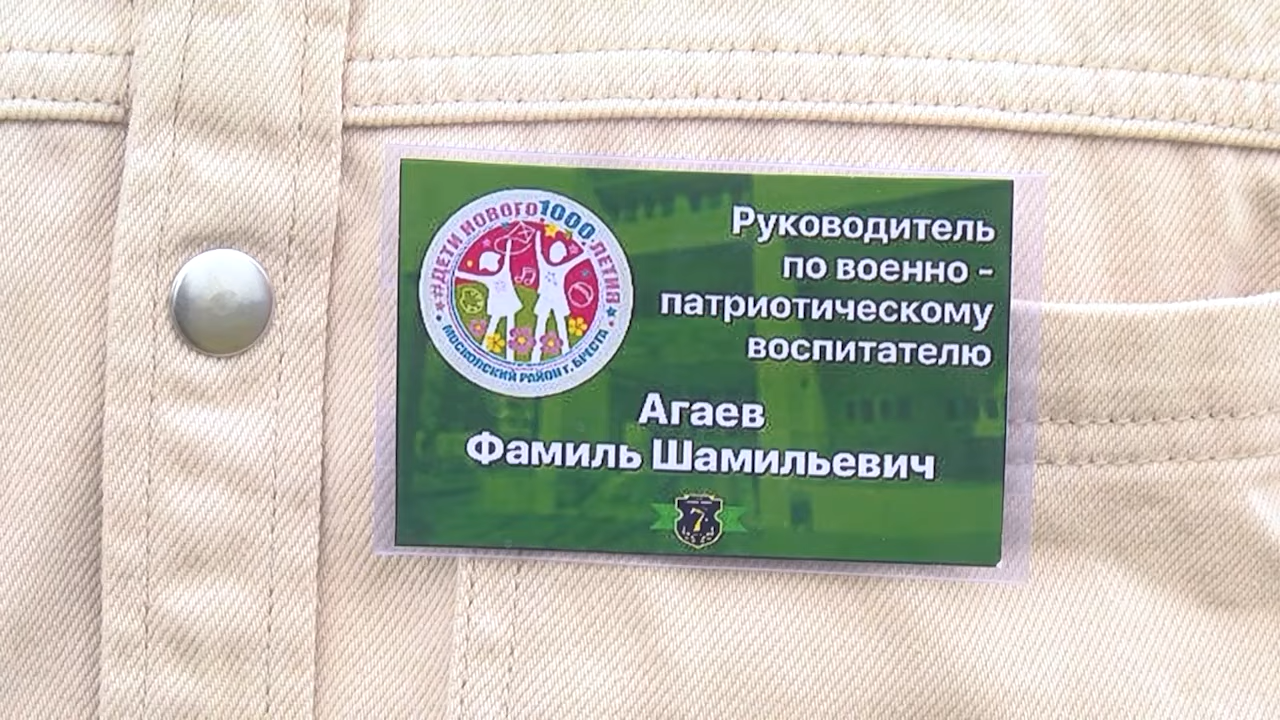 #ДЕТИ НОВОГО 1000 ЛЕТИЯ
МОСКОВСКИЙ РАЙОН Г. БРЕСТА
Руководитель
по военно -
патриотическому
воспитателю
Агаев
Фамиль Шамильевич
7